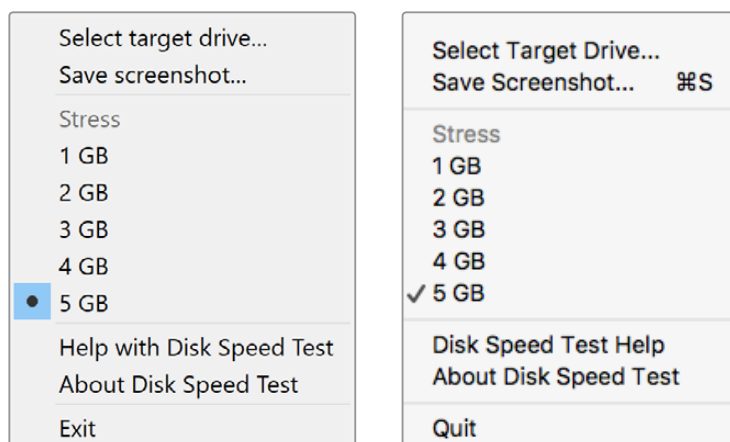 Select target drive...
Save screenshot...
Stress
1 GB
2 GB
3 GB
4 GB
5 GB
Help with Disk Speed Test
About Disk Speed Test
Exit
Select Target Drive...
Save Screenshot... ⌘S
Stress
1 GB
2 GB
3 GB
4 GB
5 GB
Disk Speed Test Help
About Disk Speed Test
Quit